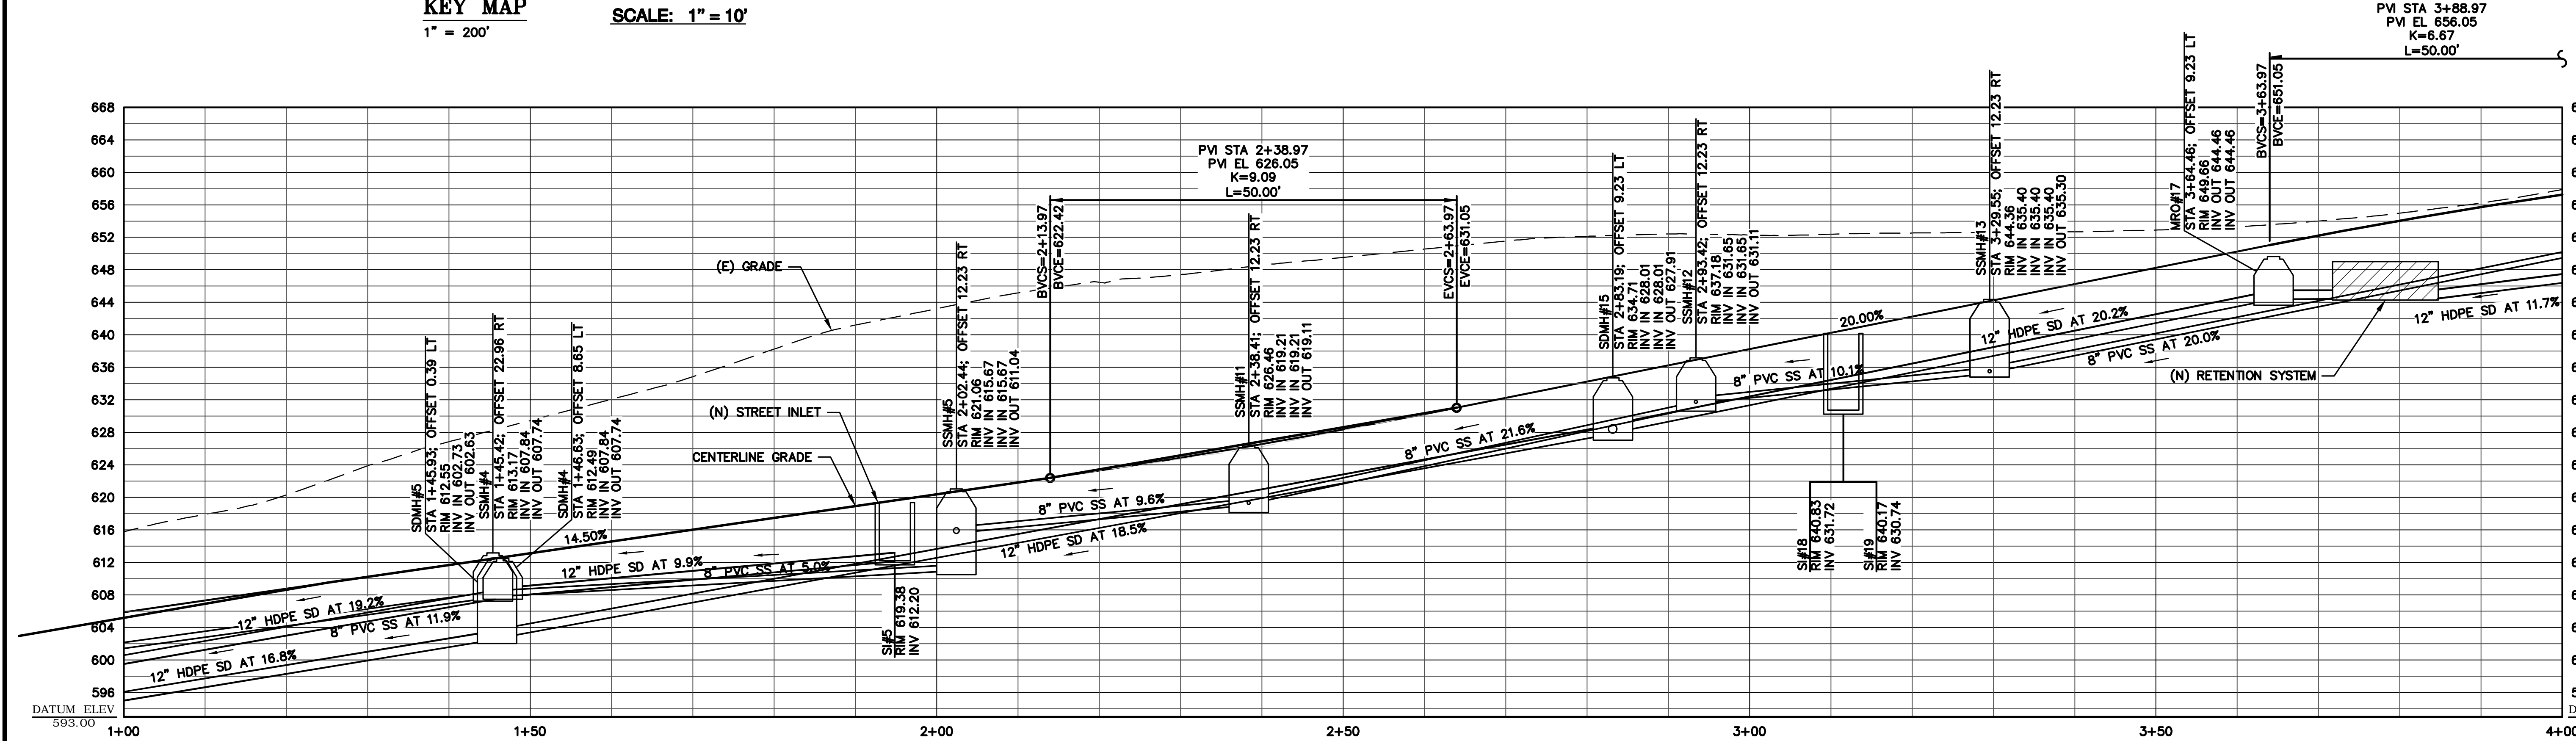 KEY MAP
1" = 200'
SCALE: 1" = 10'
PVI STA 3+88.97
PVI EL 656.05
K=6.67
L=50.00'
BVCS=3+63.97
BVCE=651.05
MRO#17
STA 3+64.46; OFFSET 9.23 LT
RIM 649.66
INV OUT 644.46
INV OUT 644.46
SSMH#13
STA 3+29.55; OFFSET 12.23 RT
RIM 644.36
INV IN 635.40
INV IN 635.40
INV IN 635.40
INV OUT 635.30
PVI STA 2+38.97
PVI EL 626.05
K=9.09
L=50.00'
BVCS=2+13.97
BVCE=622.42
EVCS=2+63.97
EVCE=631.05
SDMH#15
STA 2+83.19; OFFSET 9.23 LT
RIM 634.71
INV IN 628.01
INV IN 628.01
INV OUT 627.91
SSMH#12
STA 2+93.42; OFFSET 12.23 RT
RIM 637.18
INV IN 631.65
INV IN 631.65
INV OUT 631.11
SSMH#11
STA 2+38.41; OFFSET 12.23 RT
RIM 626.46
INV IN 619.21
INV IN 619.21
INV OUT 619.11
SSMH#5
STA 2+02.44; OFFSET 12.23 RT
RIM 621.06
INV IN 615.67
INV IN 615.67
INV OUT 611.04
SDMH#5
STA 1+45.93; OFFSET 0.39 LT
RIM 612.55
INV IN 602.73
INV OUT 602.63
SSMH#4
STA 1+45.42; OFFSET 22.96 RT
RIM 613.17
INV IN 607.84
INV OUT 607.74
SDMH#4
STA 1+46.63; OFFSET 8.65 LT
RIM 612.49
INV IN 607.84
INV OUT 607.74
(E) GRADE
(N) STREET INLET
CENTERLINE GRADE
(N) RETENTION SYSTEM
14.50%
20.00%
12" HDPE SD AT 19.2%
8" PVC SS AT 11.9%
12" HDPE SD AT 16.8%
12" HDPE SD AT 9.9%
8" PVC SS AT 5.0%
8" PVC SS AT 9.6%
12" HDPE SD AT 18.5%
8" PVC SS AT 21.6%
8" PVC SS AT 10.1%
12" HDPE SD AT 20.2%
8" PVC SS AT 20.0%
12" HDPE SD AT 11.7%
SI#5
RIM 619.38
INV 612.20
SI#18
RIM 640.83
INV 631.72
SI#19
RIM 640.17
INV 630.74
668
664
660
656
652
648
644
640
636
632
628
624
620
616
612
608
604
600
596
DATUM ELEV
593.00
1+00
1+50
2+00
2+50
3+00
3+50
4+00